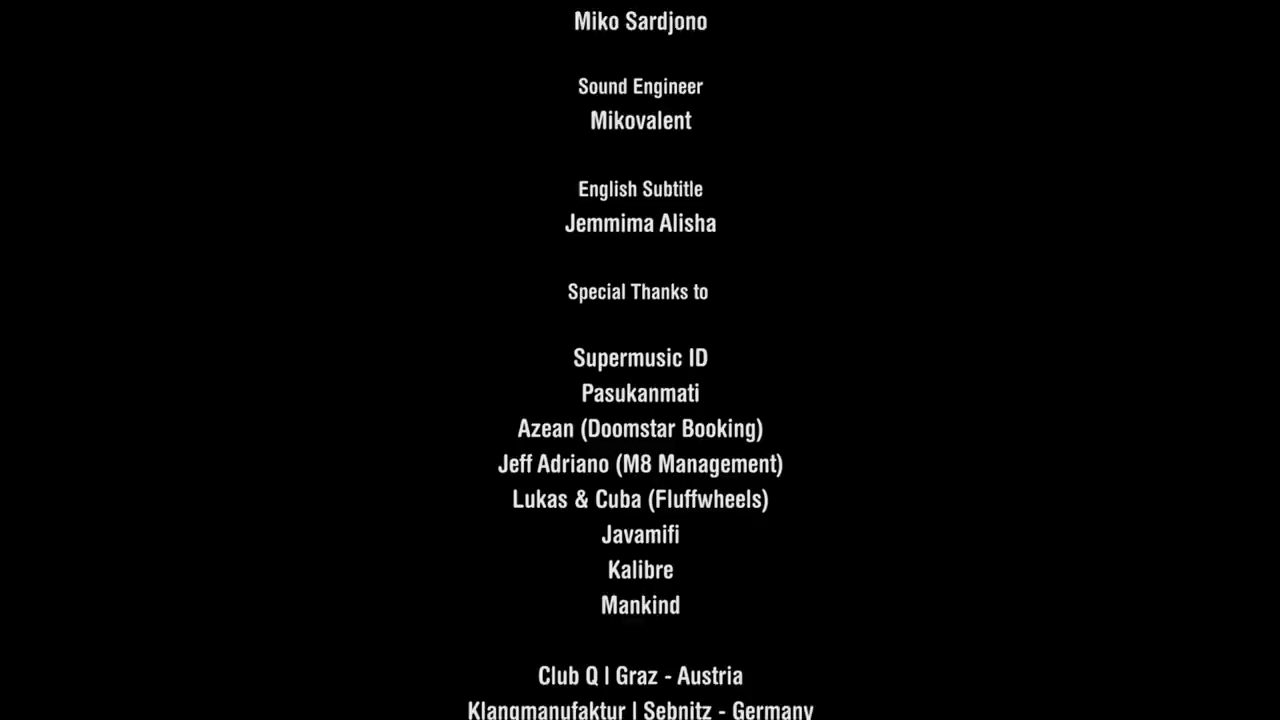 Miko Sardjono
Sound Engineer
Mikovalent
English Subtitle
Jemmima Alisha
Special Thanks to
Supermusic ID
Pasukanmati
Azean (Doomstar Booking)
Jeff Adriano (M8 Management)
Lukas & Cuba (Fluffwheels)
Javamifi
Kalibre
Mankind
Club Q | Graz - Austria
Klangmanufaktur | Sebnitz - Germany